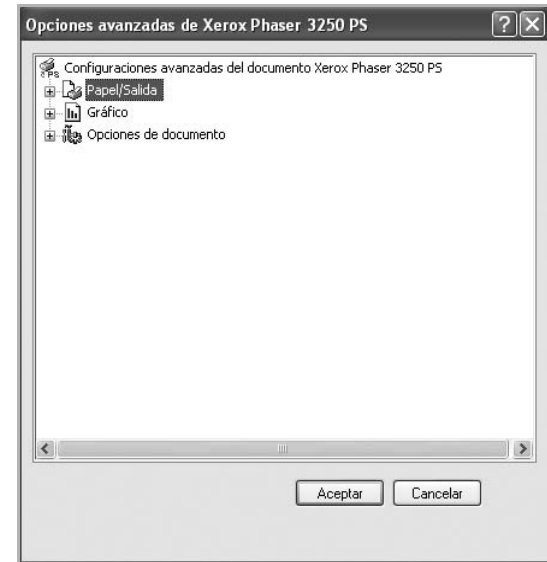 Opciones avanzadas de Xerox Phaser 3250 PS
Configuraciones avanzadas del documento Xerox Phaser 3250 PS
Papel/Salida
Gráfico
Opciones de documento
Aceptar Cancelar